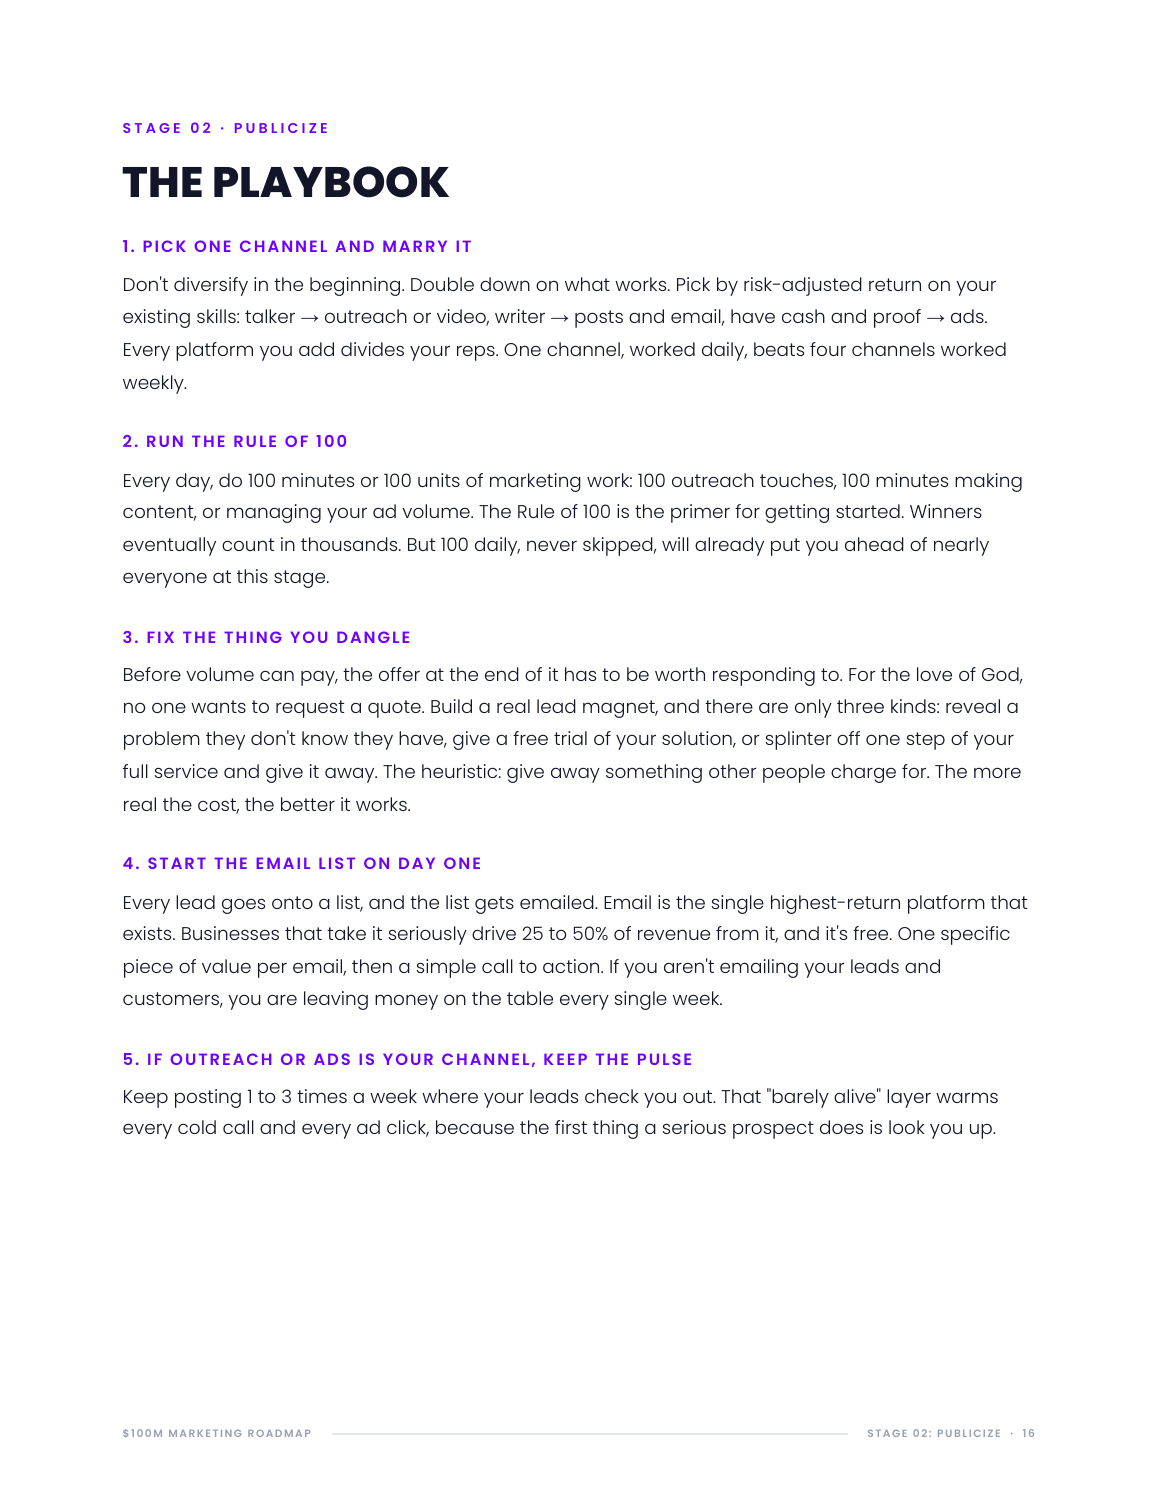 STAGE 02 · PUBLICIZE
THE PLAYBOOK
1. PICK ONE CHANNEL AND MARRY IT
Don't diversify in the beginning. Double down on what works. Pick by risk-adjusted return on your
existing skills: talker → outreach or video, writer → posts and email, have cash and proof → ads.
Every platform you add divides your reps. One channel, worked daily, beats four channels worked
weekly.
2. RUN THE RULE OF 100
Every day, do 100 minutes or 100 units of marketing work: 100 outreach touches, 100 minutes making
content, or managing your ad volume. The Rule of 100 is the primer for getting started. Winners
eventually count in thousands. But 100 daily, never skipped, will already put you ahead of nearly
everyone at this stage.
3. FIX THE THING YOU DANGLE
Before volume can pay, the offer at the end of it has to be worth responding to. For the love of God,
no one wants to request a quote. Build a real lead magnet, and there are only three kinds: reveal a
problem they don't know they have, give a free trial of your solution, or splinter off one step of your
full service and give it away. The heuristic: give away something other people charge for. The more
real the cost, the better it works.
4. START THE EMAIL LIST ON DAY ONE
Every lead goes onto a list, and the list gets emailed. Email is the single highest-return platform that
exists. Businesses that take it seriously drive 25 to 50% of revenue from it, and it's free. One specific
piece of value per email, then a simple call to action. If you aren't emailing your leads and
customers, you are leaving money on the table every single week.
5. IF OUTREACH OR ADS IS YOUR CHANNEL, KEEP THE PULSE
Keep posting 1 to 3 times a week where your leads check you out. That "barely alive" layer warms
every cold call and every ad click, because the first thing a serious prospect does is look you up.
$100M MARKETING ROADMAP
STAGE 02: PUBLICIZE · 16